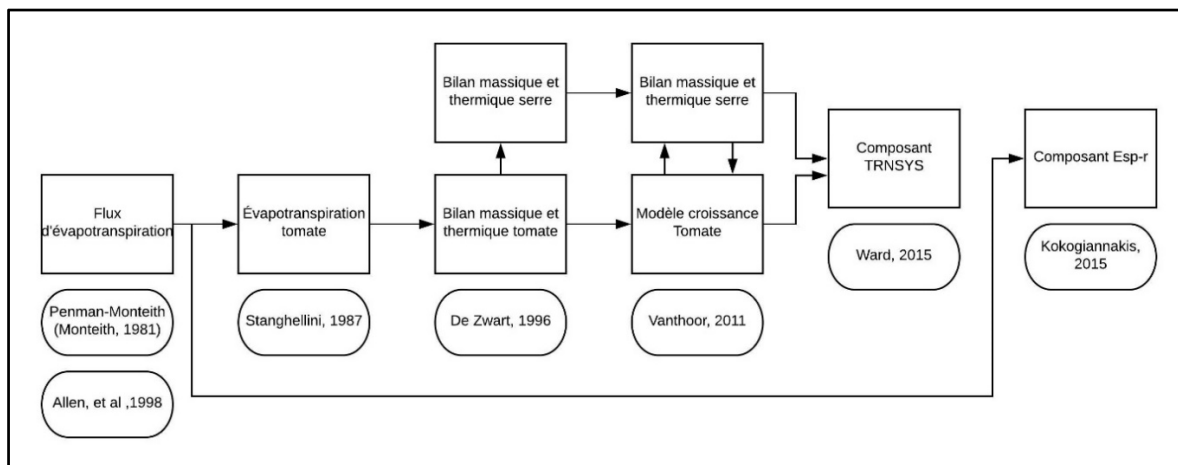 Bilan massique et
thermique serre
Bilan massique et
thermique serre
Composant
TRNSYS
Composant Esp-r
Flux
d'évapotranspiration
Évapotranspiration
tomate
Bilan massique et
thermique tomate
Modèle croissance
Tomate
Ward, 2015
Kokogiannakis,
2015
Penman-Monteith
(Monteith, 1981)
Stanghellini, 1987
De Zwart, 1996
Vanthoor, 2011
Allen, et al ,1998